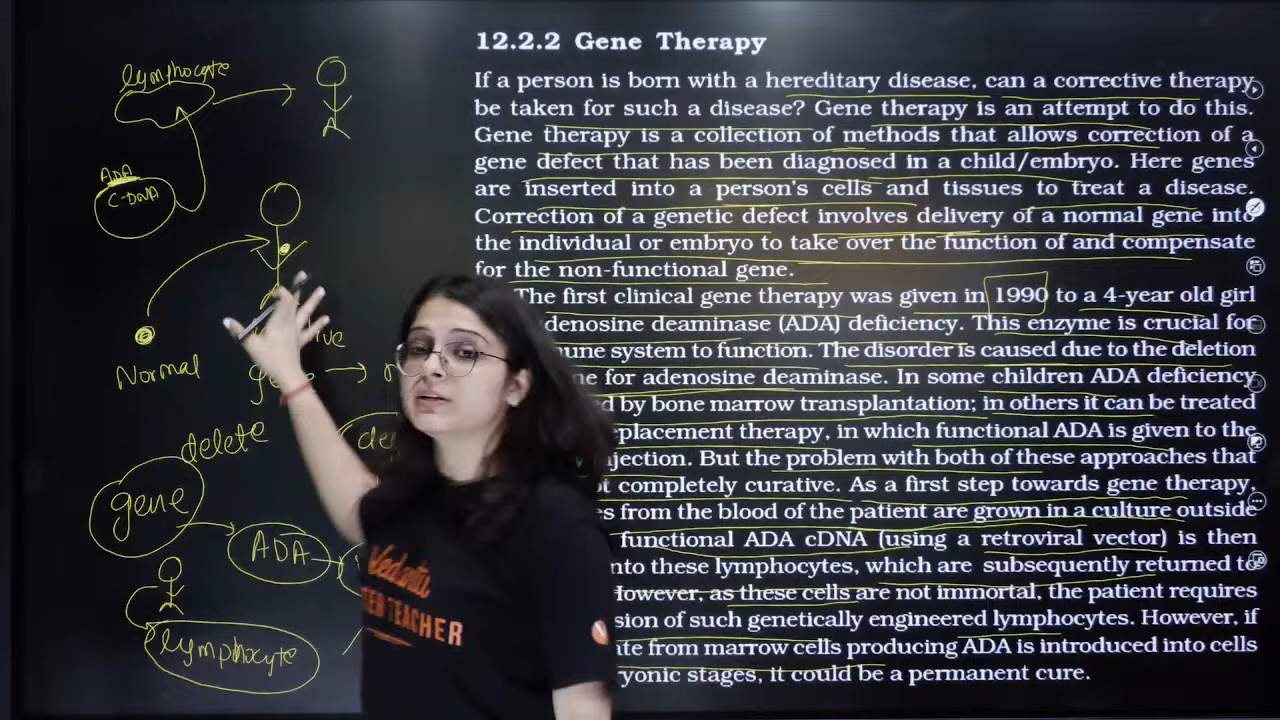 12.2.2 Gene Therapy
If a person is born with a hereditary disease, can a corrective therapy
be taken for such a disease? Gene therapy is an attempt to do this.
Gene therapy is a collection of methods that allows correction of a
gene defect that has been diagnosed in a child/embryo. Here genes
are inserted into a person's cells and tissues to treat a disease.
Correction of a genetic defect involves delivery of a normal gene into
the individual or embryo to take over the function of and compensate
for the non-functional gene.
The first clinical gene therapy was given in 1990 to a 4-year old girl
denosine deaminase (ADA) deficiency. This enzyme is crucial for
une system to function. The disorder is caused due to the deletion
ne for adenosine deaminase. In some children ADA deficiency
d by bone marrow transplantation; in others it can be treated
placement therapy, in which functional ADA is given to the
jection. But the problem with both of these approaches that
t completely curative. As a first step towards gene therapy,
s from the blood of the patient are grown in a culture outside
functional ADA cDNA (using a retroviral vector) is then
nto these lymphocytes, which are subsequently returned to
However, as these cells are not immortal, the patient requires
sion of such genetically engineered lymphocytes. However, if
te from marrow cells producing ADA is introduced into cells
yonic stages, it could be a permanent cure.
lymphocyte
ADA
C-DNA
Normal
delete
gene
ADA
lymphocyte
Vedantu
TER TEACHER